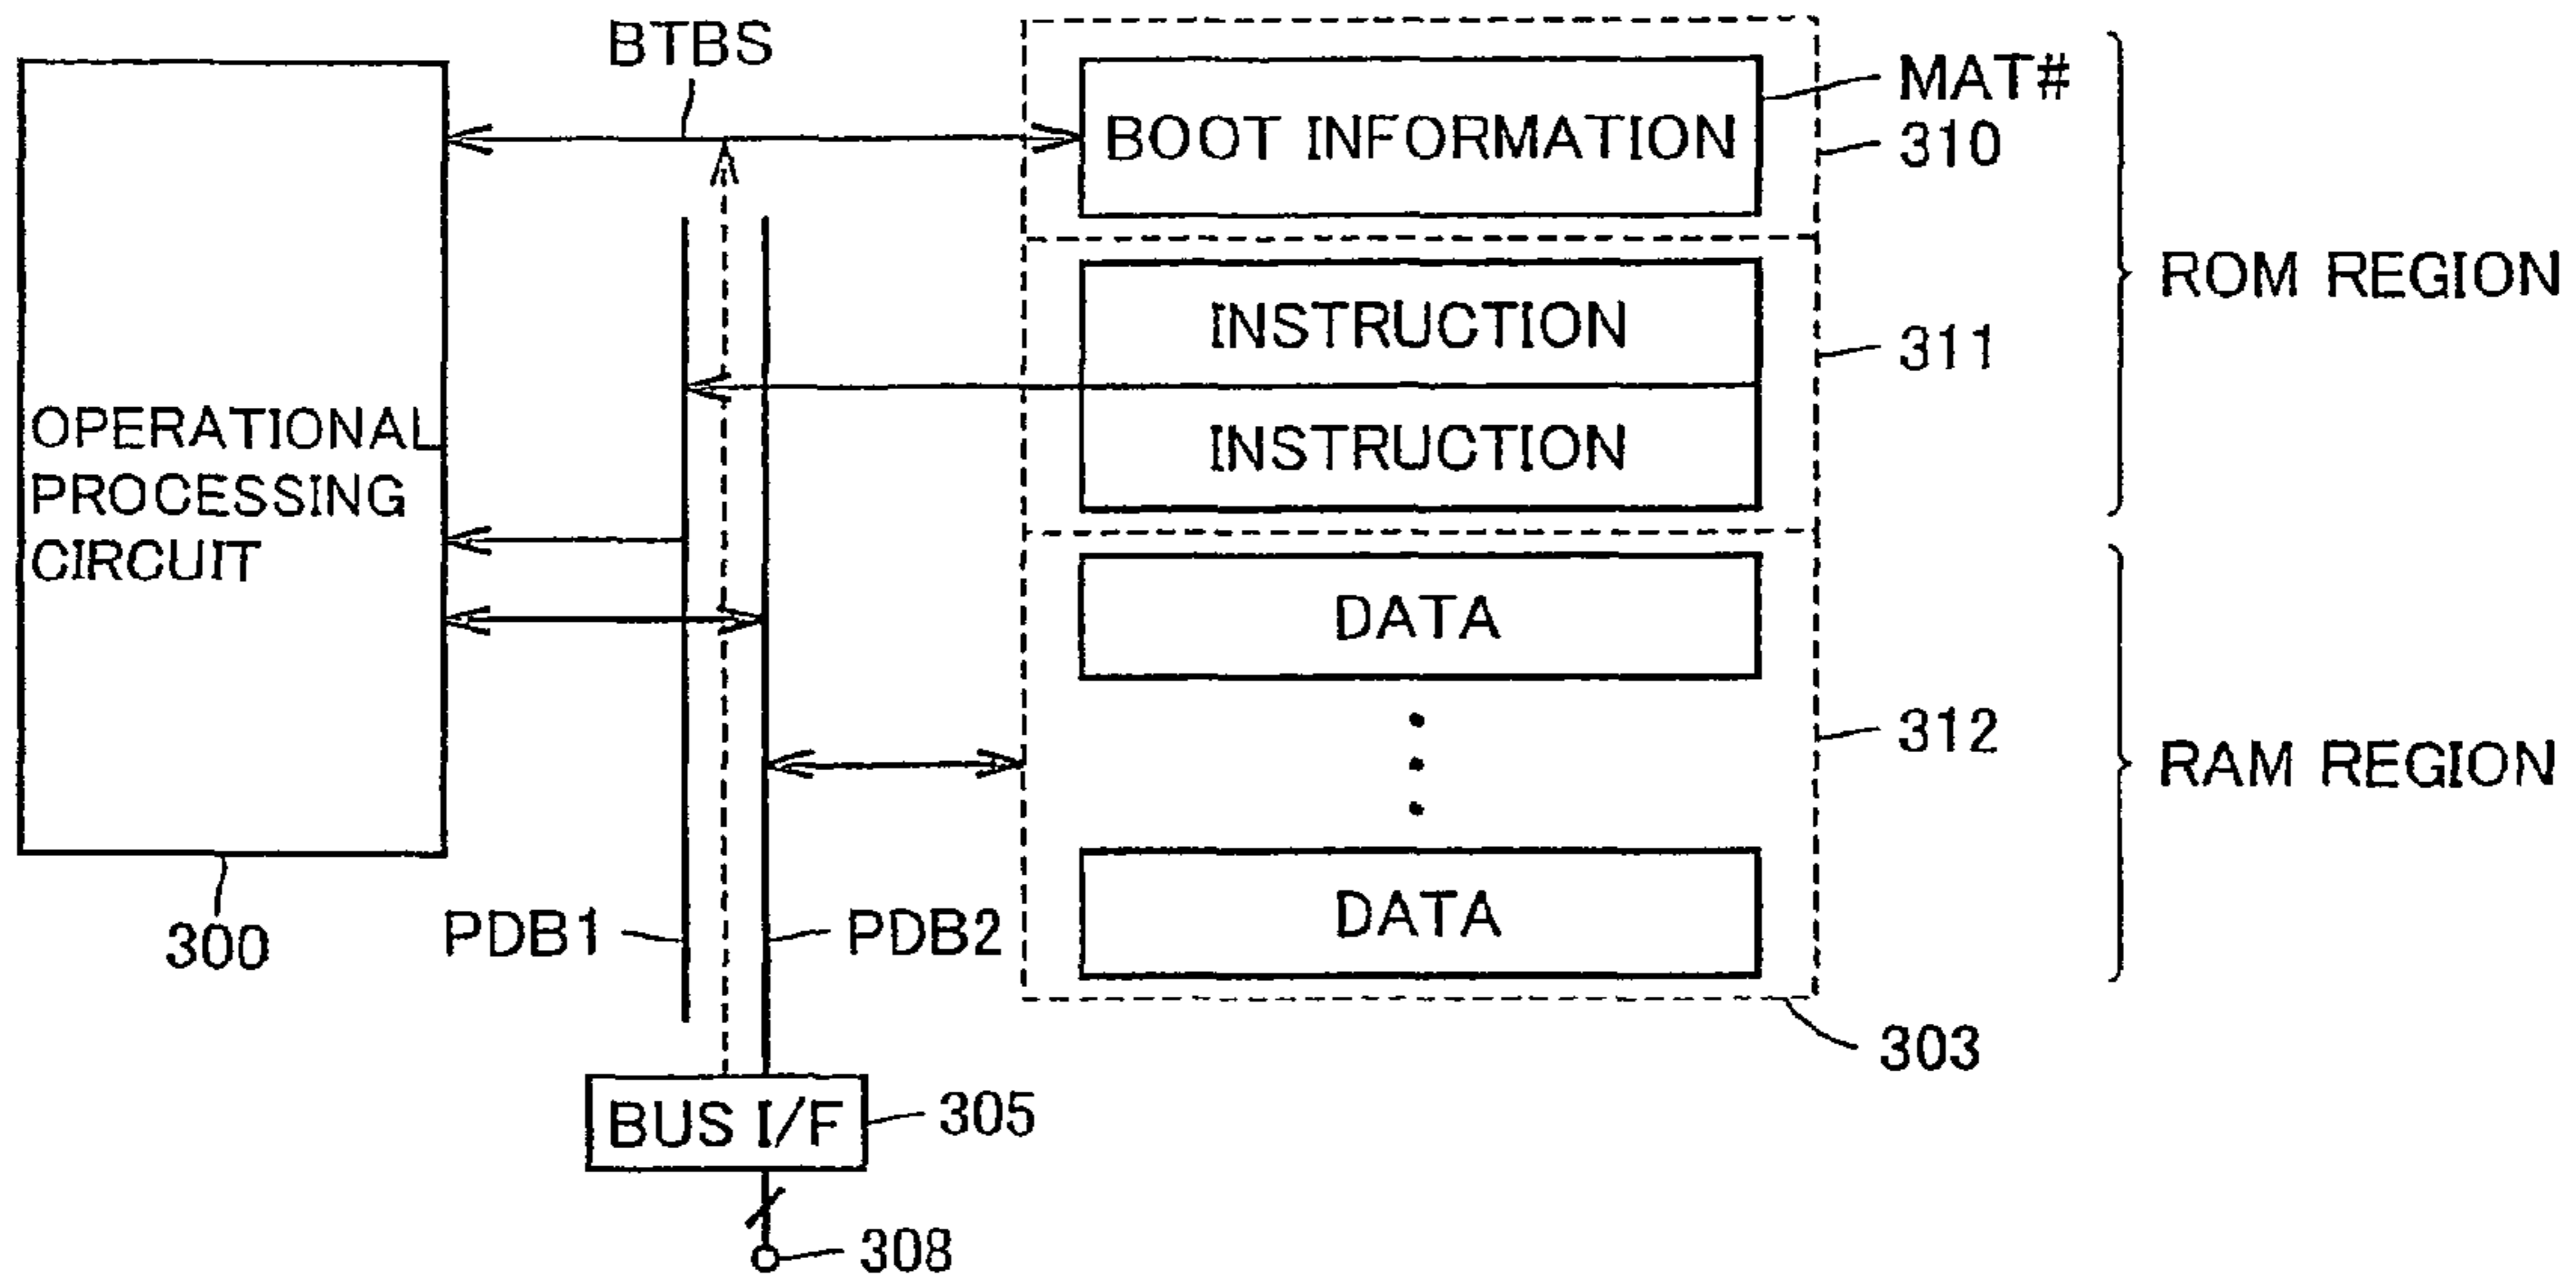 BTBS
MAT#
BOOT INFORMATION
310
ROM REGION
INSTRUCTION
311
OPERATIONAL
PROCESSING
CIRCUIT
INSTRUCTION
DATA
312
RAM REGION
300
PDB1
PDB2
DATA
303
BUS I/F
305
308